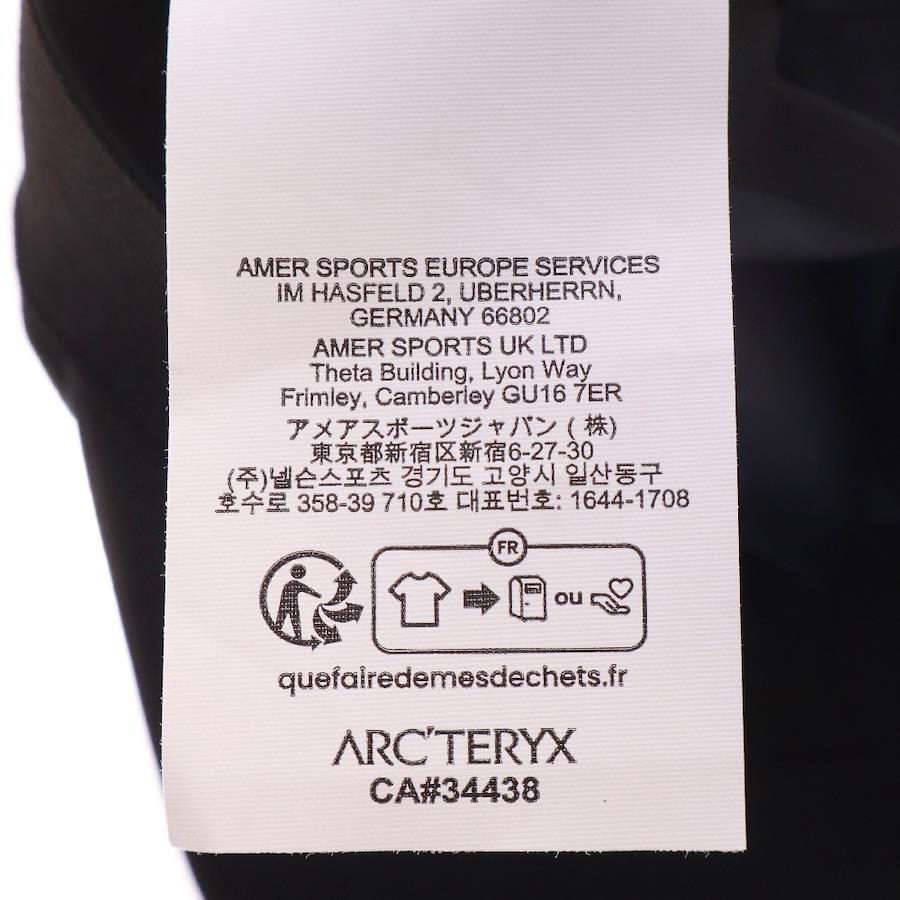 AMER SPORTS EUROPE SERVICES
IM HASFELD 2, UBERHERRN,
GERMANY 66802
AMER SPORTS UK LTD
Theta Building, Lyon Way
Frimley, Camberley GU16 7ER
アメアスポーツジャパン (株)
東京都新宿区新宿6-27-30
(주)넬슨스포츠 경기도 고양시 일산동구
호수로 358-39 710호 대표번호: 1644-1708
FR
ou
quefairedemesdechets.fr
ARC'TERYX
CA#34438